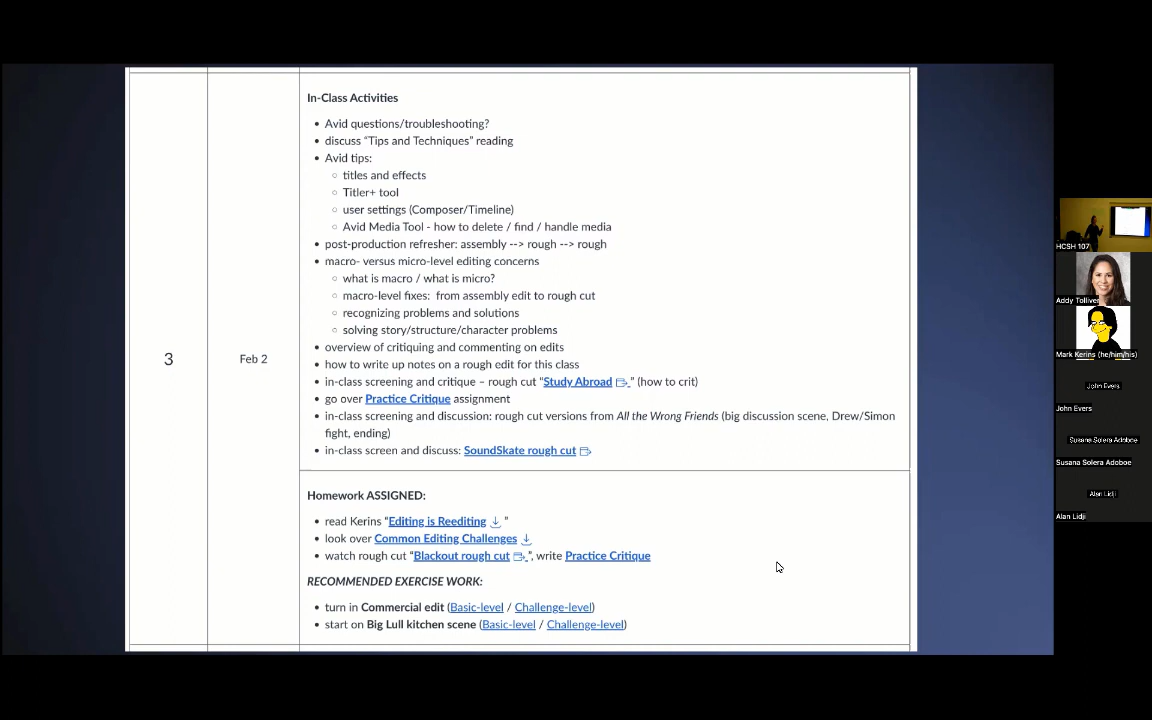 In-Class Activities
• Avid questions/troubleshooting?
• discuss “Tips and Techniques” reading
• Avid tips:
○ titles and effects
○ Titler+ tool
○ user settings (Composer/Timeline)
○ Avid Media Tool - how to delete / find / handle media
• post-production refresher: assembly --> rough --> rough
• macro- versus micro-level editing concerns
○ what is macro / what is micro?
○ macro-level fixes: from assembly edit to rough cut
○ recognizing problems and solutions
○ solving story/structure/character problems
3
Feb 2
• overview of critiquing and commenting on edits
• how to write up notes on a rough edit for this class
• in-class screening and critique – rough cut “Study Abroad” (how to crit)
• go over Practice Critique assignment
• in-class screening and discussion: rough cut versions from All the Wrong Friends (big discussion scene, Drew/Simon
fight, ending)
• in-class screen and discuss: SoundSkate rough cut
Homework ASSIGNED:
• read Kerins “Editing is Reediting”
• look over Common Editing Challenges
• watch rough cut “Blackout rough cut”, write Practice Critique
RECOMMENDED EXERCISE WORK:
• turn in Commercial edit (Basic-level / Challenge-level)
• start on Big Lull kitchen scene (Basic-level / Challenge-level)
HCSH 107
Addy Tolliver
Mark Kerins (he/him/his)
John Evers
John Evers
Susana Solera Adoboe
Susana Solera Adoboe
Alan Lidji
Alan Lidji